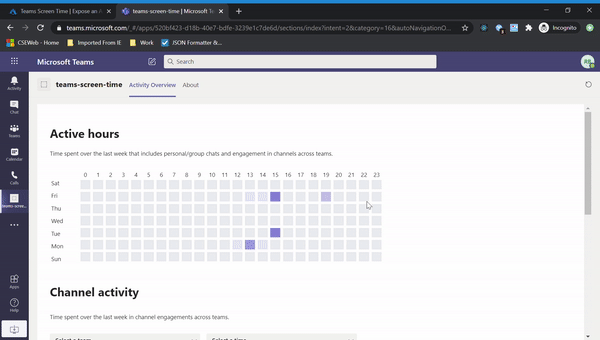 Teams Screen Time | Expose an A
teams-screen-time | Microsoft Te
teams.microsoft.com/_#/apps/520bf423-d18b-40e7-bdfe-3239e1c7de6d/sections/index?intent=2&category=16&autoNavigationO...
Incognito
CSEWeb - Home
Imported From IE
Work
JSON Formatter &...
Microsoft Teams
Search
Activity
Chat
Teams
Calendar
Calls
teams-scree...
Apps
Help
teams-screen-time
Activity Overview
About
Active hours
Time spent over the last week that includes personal/group chats and engagement in channels across teams.
0 1 2 3 4 5 6 7 8 9 10 11 12 13 14 15 16 17 18 19 20 21 22 23
Sat
Fri
Thu
Wed
Tue
Mon
Sun
Channel activity
Time spent over the last week in channel engagements across teams.
Select a team
Select a time